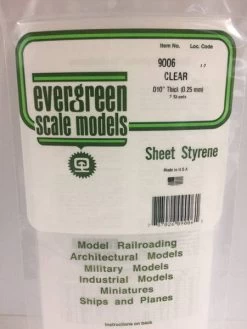 Item No. Loc. Code
9006
CLEAR
.010" Thick (0.25 mm)
evergreen
scale models
Sheet Styrene
Made in U.S.A
Model Railroading
Architectural Models
Military Models
Industrial Models
Miniatures
Ships and Planes
Instructions on back